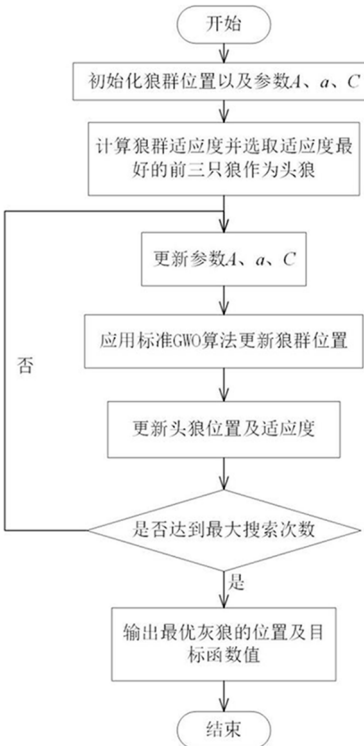 开始
初始化狼群位置以及参数A、a、C
计算狼群适应度并选取适应度最
好的前三只狼作为头狼
更新参数A、a、C
应用标准GWO算法更新狼群位置
否
更新头狼位置及适应度
是否达到最大搜索次数
是
输出最优灰狼的位置及目
标函数值
结束